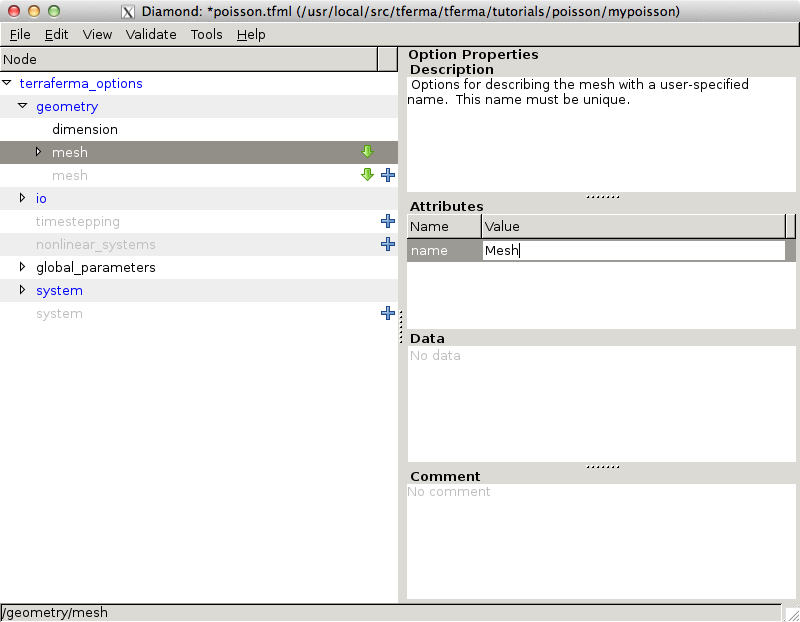 Diamond: *poisson.tfml (/usr/local/src/tferma/tferma/tutorials/poisson/mypoisson)
File Edit View Validate Tools Help
Node
terraferma_options
geometry
dimension
mesh
mesh
io
timestepping
nonlinear_systems
global_parameters
system
system
Option Properties
Description
Options for describing the mesh with a user-specified
name.  This name must be unique.
Attributes
Name Value
name Mesh
Data
No data
Comment
No comment
/geometry/mesh